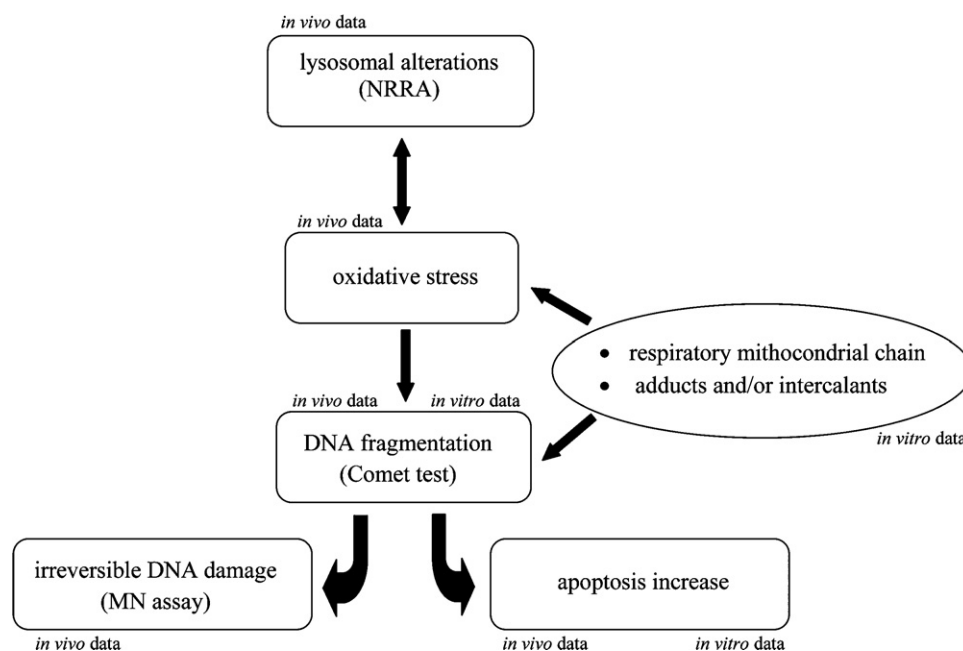 in vivo data
lysosomal alterations
(NRRA)
in vivo data
oxidative stress
• respiratory mithocondrial chain
• adducts and/or intercalants
in vitro data
in vivo data
in vitro data
DNA fragmentation
(Comet test)
irreversible DNA damage
(MN assay)
in vivo data
apoptosis increase
in vivo data
in vitro data